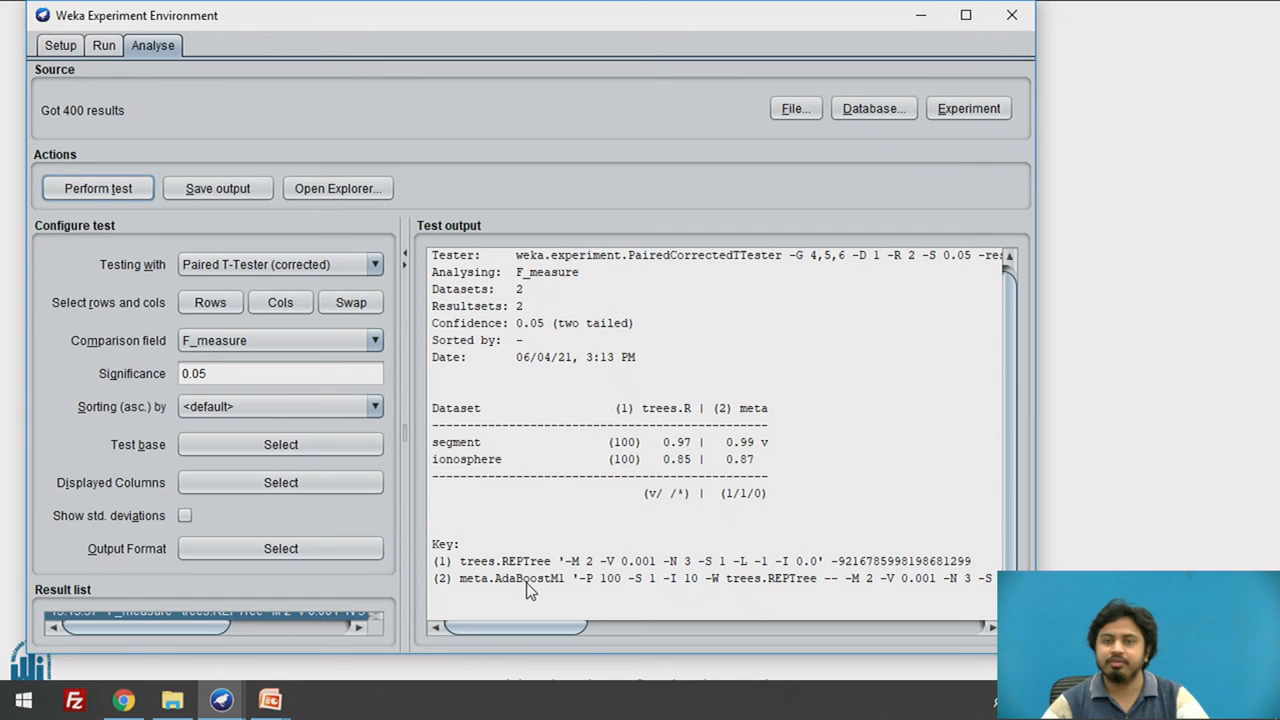 Weka Experiment Environment
Setup Run Analyse
Source
Got 400 results
File... Database... Experiment
Actions
Perform test Save output Open Explorer...
Configure test
Testing with Paired T-Tester (corrected)
Select rows and cols Rows Cols Swap
Comparison field F_measure
Significance 0.05
Sorting (asc.) by <default>
Test base Select
Displayed Columns Select
Show std. deviations
Output Format Select
Result list
Test output
Tester: weka.experiment.PairedCorrectedTTester -G 4,5,6 -D 1 -R 2 -S 0.05 -res
Analysing: F_measure
Datasets: 2
Resultsets: 2
Confidence: 0.05 (two tailed)
Sorted by: -
Date: 06/04/21, 3:13 PM
Dataset (1) trees.R | (2) meta
segment (100) 0.97 | 0.99 v
ionosphere (100) 0.85 | 0.87
(v/ /*) | (1/1/0)
Key:
(1) trees.REPTree '-M 2 -V 0.001 -N 3 -S 1 -L -1 -I 0.0' -9216785998198681299
(2) meta.AdaBoostM1 '-P 100 -S 1 -I 10 -W trees.REPTree -- -M 2 -V 0.001 -N 3 -S